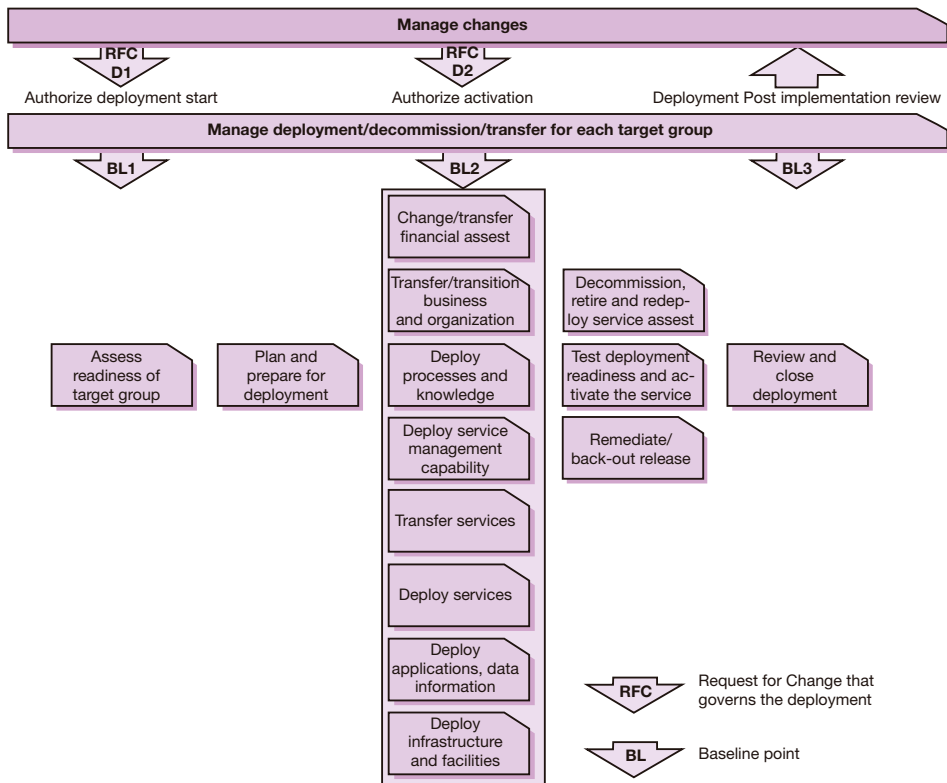 Manage changes
RFC
D1
RFC
D2
Authorize deployment start
Authorize activation
Deployment Post implementation review
Manage deployment/decommission/transfer for each target group
BL1
BL2
BL3
Change/transfer
financial assest
Transfer/transition
business
and organization
Decommission,
retire and redep-
loy service assest
Assess
readiness of
target group
Plan and
prepare for
deployment
Deploy
processes and
knowledge
Test deployment
readiness and ac-
tivate the service
Review and
close
deployment
Deploy service
management
capability
Remediate/
back-out release
Transfer services
Deploy services
Deploy
applications, data
information
Deploy
infrastructure
and facilities
RFC
Request for Change that
governs the deployment
BL
Baseline point